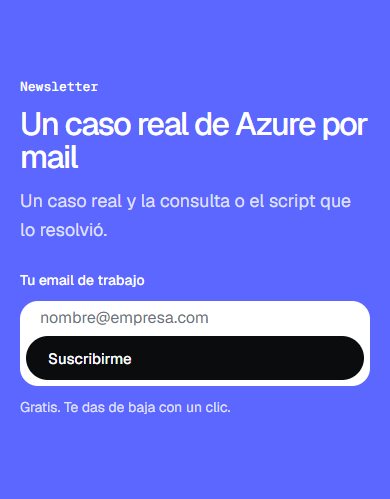 Newsletter
Un caso real de Azure por
mail
Un caso real y la consulta o el script que
lo resolvió.
Tu email de trabajo
nombre@empresa.com
Suscribirme
Gratis. Te das de baja con un clic.